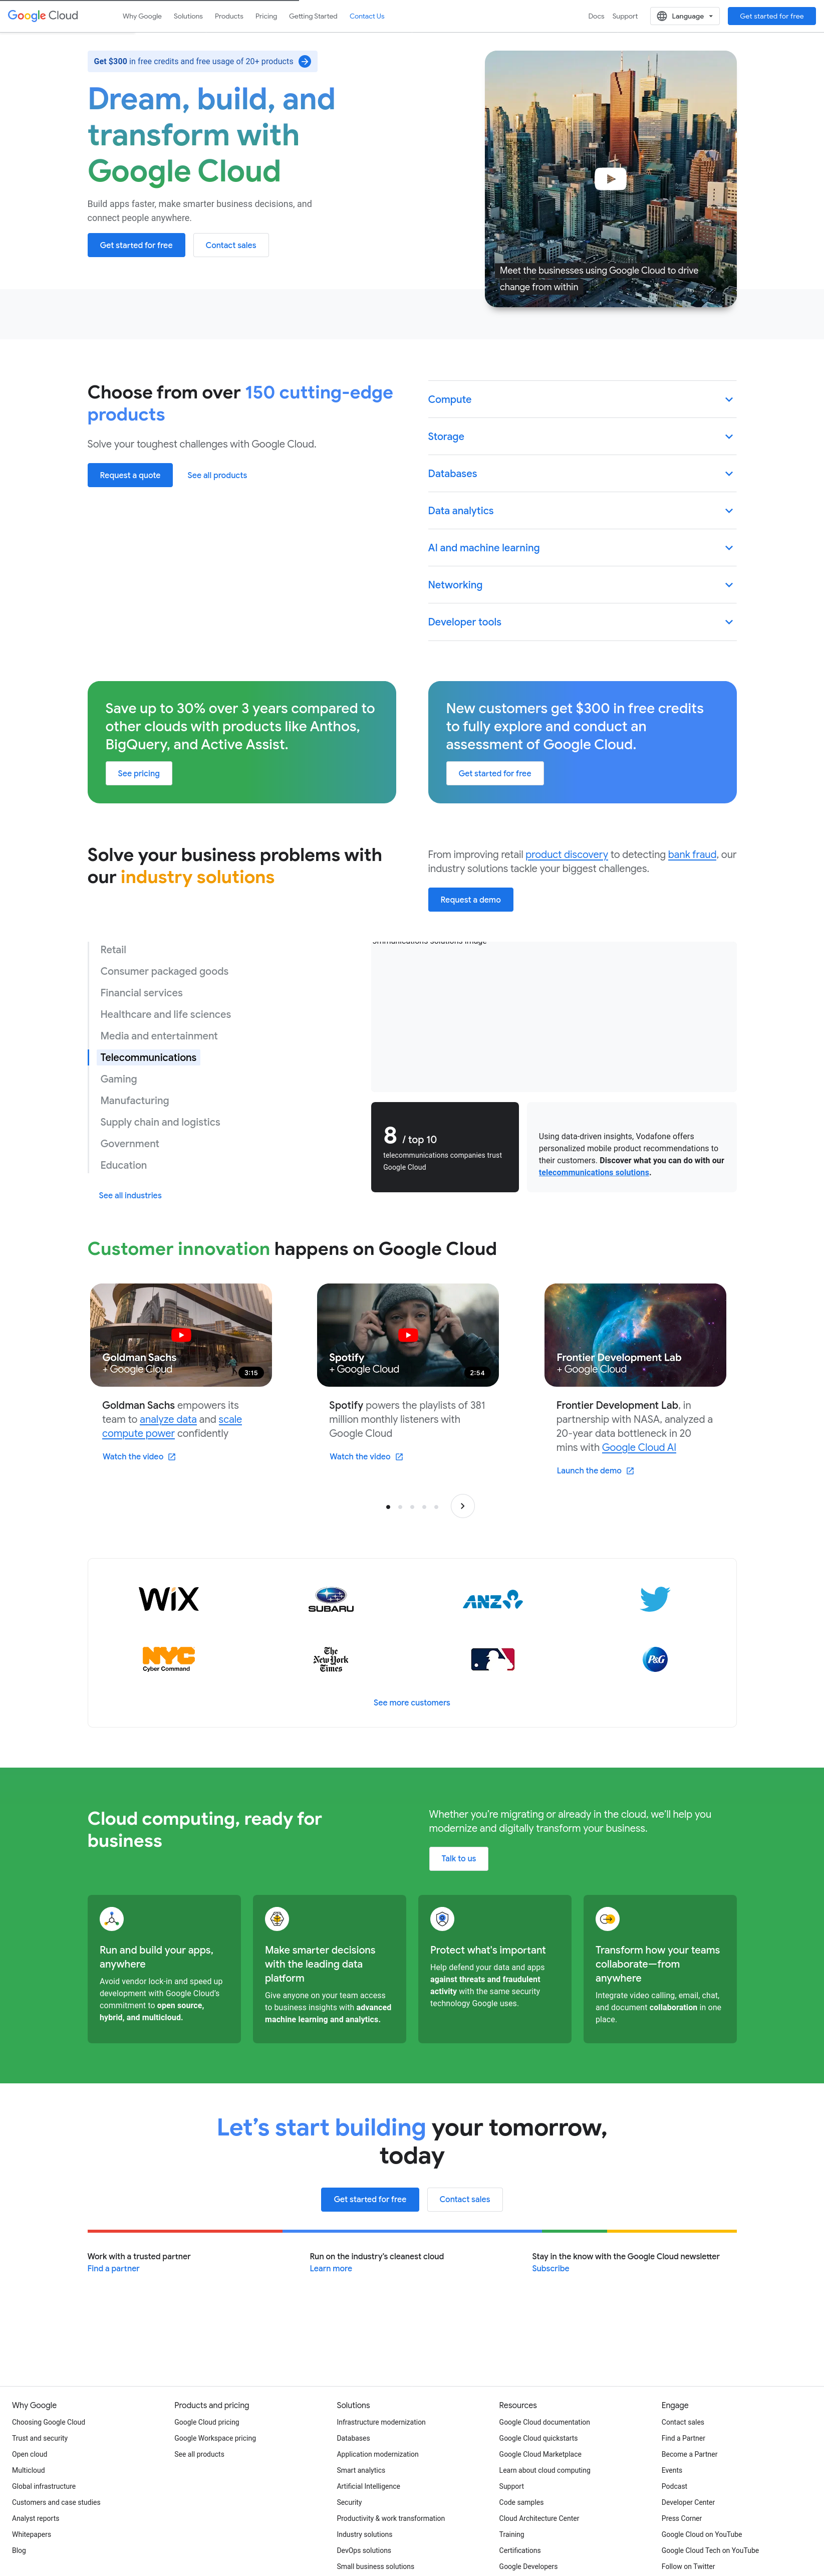 Google Cloud
Why Google
Solutions
Products
Pricing
Getting Started
Contact Us
Docs
Support
Language
Get started for free
Get $300 in free credits and free usage of 20+ products
Dream, build, and
transform with
Google Cloud
Build apps faster, make smarter business decisions, and
connect people anywhere.
Get started for free
Contact sales
Meet the businesses using Google Cloud to drive
change from within
Choose from over 150 cutting-edge
products
Solve your toughest challenges with Google Cloud.
Request a quote
See all products
Compute
Storage
Databases
Data analytics
AI and machine learning
Networking
Developer tools
Save up to 30% over 3 years compared to
other clouds with products like Anthos,
BigQuery, and Active Assist.
See pricing
New customers get $300 in free credits
to fully explore and conduct an
assessment of Google Cloud.
Get started for free
Solve your business problems with
our industry solutions
From improving retail product discovery to detecting bank fraud, our
industry solutions tackle your biggest challenges.
Request a demo
Retail
Consumer packaged goods
Financial services
Healthcare and life sciences
Media and entertainment
Telecommunications
Gaming
Manufacturing
Supply chain and logistics
Government
Education
See all industries
8 / top 10
telecommunications companies trust
Google Cloud
Using data-driven insights, Vodafone offers
personalized mobile product recommendations to
their customers. Discover what you can do with our
telecommunications solutions.
Customer innovation happens on Google Cloud
Goldman Sachs
+ Google Cloud
3:15
Goldman Sachs empowers its
team to analyze data and scale
compute power confidently
Watch the video
Spotify
+ Google Cloud
2:54
Spotify powers the playlists of 381
million monthly listeners with
Google Cloud
Watch the video
Frontier Development Lab
+ Google Cloud
Frontier Development Lab, in
partnership with NASA, analyzed a
20-year data bottleneck in 20
mins with Google Cloud AI
Launch the demo
WiX
SUBARU
ANZ
NYC
Cyber Command
The
New York
Times
P&G
See more customers
Cloud computing, ready for
business
Whether you're migrating or already in the cloud, we'll help you
modernize and digitally transform your business.
Talk to us
Run and build your apps,
anywhere
Avoid vendor lock-in and speed up
development with Google Cloud's
commitment to open source,
hybrid, and multicloud.
Make smarter decisions
with the leading data
platform
Give anyone on your team access
to business insights with advanced
machine learning and analytics.
Protect what's important
Help defend your data and apps
against threats and fraudulent
activity with the same security
technology Google uses.
Transform how your teams
collaborate—from
anywhere
Integrate video calling, email, chat,
and document collaboration in one
place.
Let's start building your tomorrow,
today
Get started for free
Contact sales
Work with a trusted partner
Find a partner
Run on the industry's cleanest cloud
Learn more
Stay in the know with the Google Cloud newsletter
Subscribe
Why Google
Choosing Google Cloud
Trust and security
Open cloud
Multicloud
Global infrastructure
Customers and case studies
Analyst reports
Whitepapers
Blog
Products and pricing
Google Cloud pricing
Google Workspace pricing
See all products
Solutions
Infrastructure modernization
Databases
Application modernization
Smart analytics
Artificial Intelligence
Security
Productivity & work transformation
Industry solutions
DevOps solutions
Small business solutions
Resources
Google Cloud documentation
Google Cloud quickstarts
Google Cloud Marketplace
Learn about cloud computing
Support
Code samples
Cloud Architecture Center
Training
Certifications
Google Developers
Engage
Contact sales
Find a Partner
Become a Partner
Events
Podcast
Developer Center
Press Corner
Google Cloud on YouTube
Google Cloud Tech on YouTube
Follow on Twitter